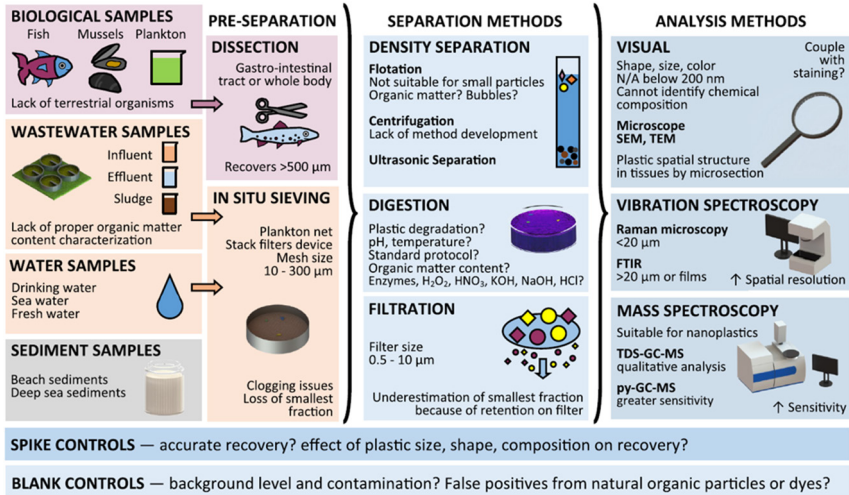 BIOLOGICAL SAMPLES
Fish Mussels Plankton
Lack of terrestrial organisms
WASTEWATER SAMPLES
Influent
Effluent
Sludge
Lack of proper organic matter
content characterization
WATER SAMPLES
Drinking water
Sea water
Fresh water
SEDIMENT SAMPLES
Beach sediments
Deep sea sediments
PRE-SEPARATION
DISSECTION
Gastro-intestinal
tract or whole body
Recovers >500 µm
IN SITU SIEVING
Plankton net
Stack filters device
Mesh size
10 - 300 µm
Clogging issues
Loss of smallest
fraction
SEPARATION METHODS
DENSITY SEPARATION
Flotation
Not suitable for small particles
Organic matter? Bubbles?
Centrifugation
Lack of method development
Ultrasonic Separation
DIGESTION
Plastic degradation?
pH, temperature?
Standard protocol?
Organic matter content?
Enzymes, H₂O₂, HNO₃, KOH, NaOH, HCl?
FILTRATION
Filter size
0.5 - 10 µm
Underestimation of smallest fraction
because of retention on filter
ANALYSIS METHODS
VISUAL
Shape, size, color
N/A below 200 nm
Cannot identify chemical
composition
Couple
with
staining?
Microscope
SEM, TEM
Plastic spatial structure
in tissues by microsection
VIBRATION SPECTROSCOPY
Raman microscopy
<20 µm
FTIR
>20 µm or films
↑ Spatial resolution
MASS SPECTROSCOPY
Suitable for nanoplastics
TDS-GC-MS
qualitative analysis
py-GC-MS
greater sensitivity
↑ Sensitivity
SPIKE CONTROLS — accurate recovery? effect of plastic size, shape, composition on recovery?
BLANK CONTROLS — background level and contamination? False positives from natural organic particles or dyes?